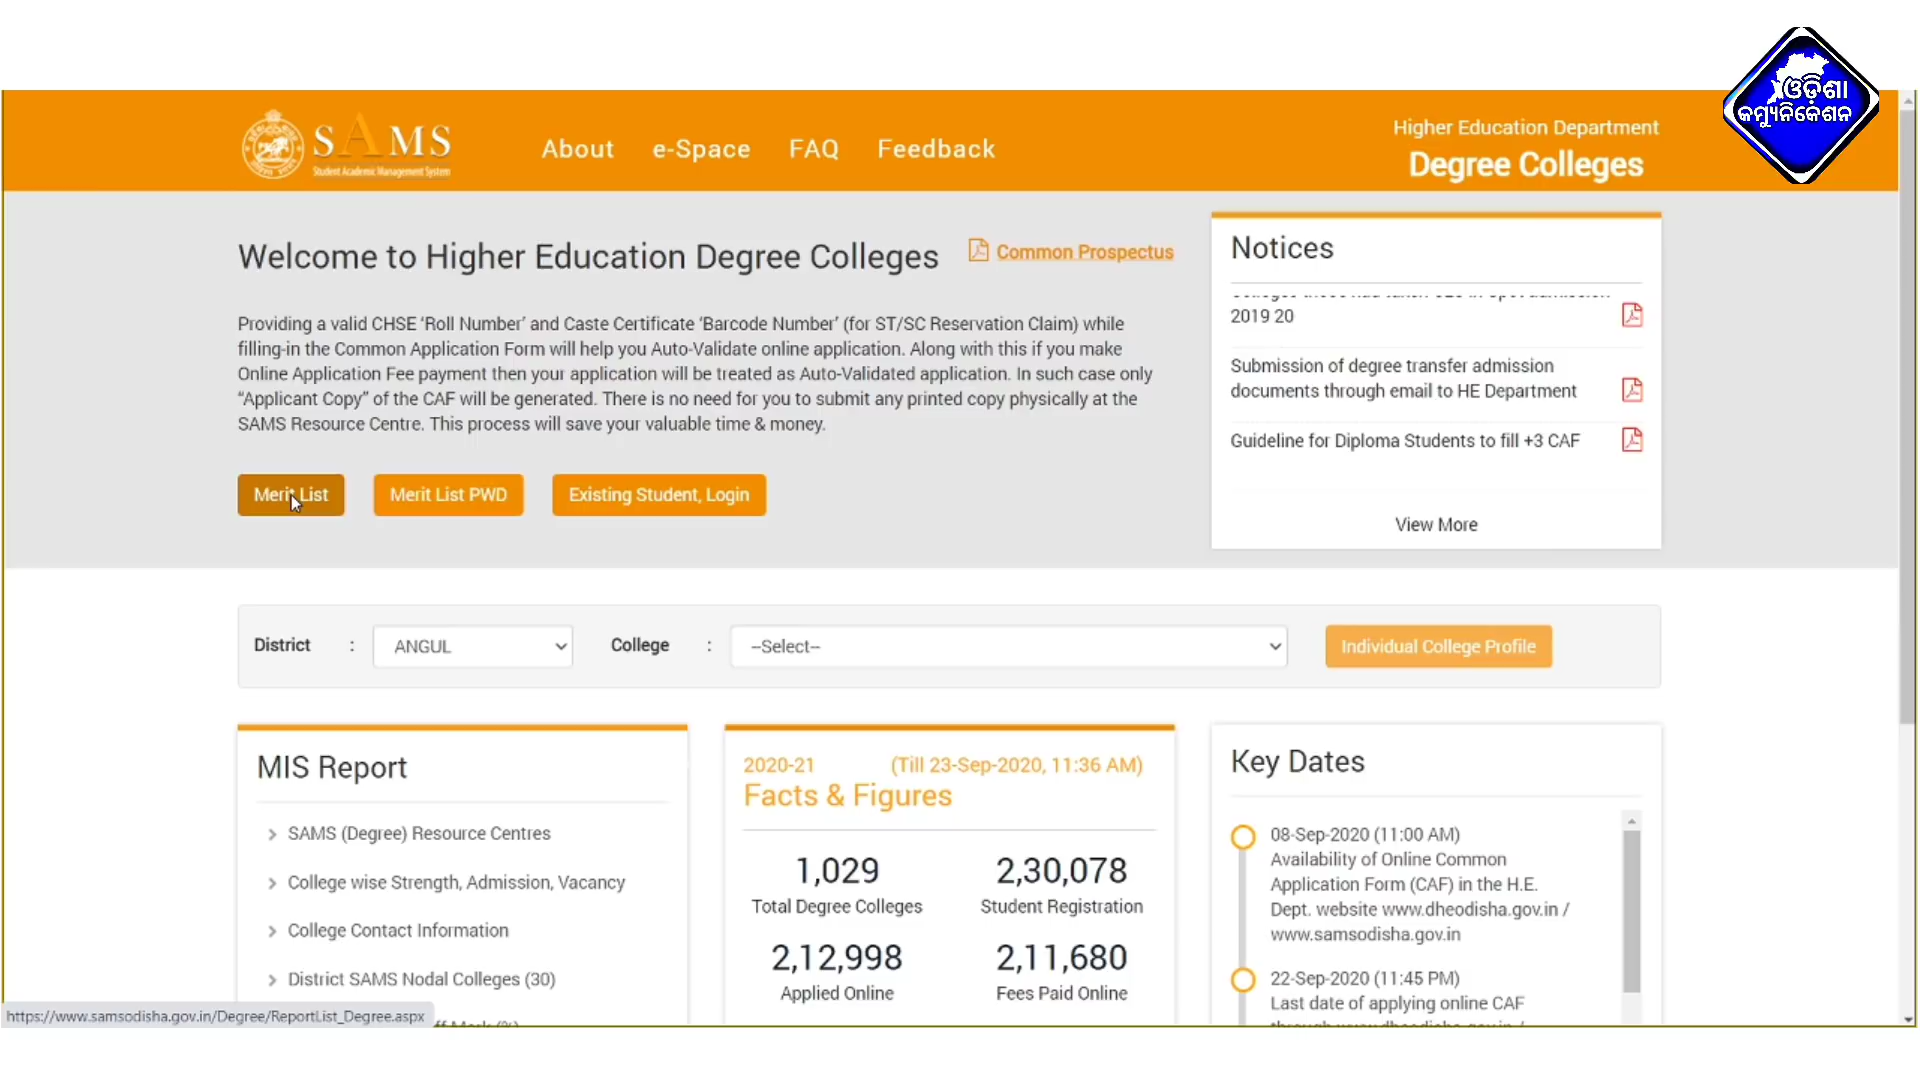 ଓଡ଼ିଶା
କମ୍ୟୁନିକେଶନ
SAMS
Student Academic Management System
About
e-Space
FAQ
Feedback
Higher Education Department
Degree Colleges
Welcome to Higher Education Degree Colleges
Common Prospectus
Providing a valid CHSE ‘Roll Number’ and Caste Certificate ‘Barcode Number’ (for ST/SC Reservation Claim) while
filling-in the Common Application Form will help you Auto-Validate online application. Along with this if you make
Online Application Fee payment then your application will be treated as Auto-Validated application. In such case only
“Applicant Copy” of the CAF will be generated. There is no need for you to submit any printed copy physically at the
SAMS Resource Centre. This process will save your valuable time & money.
Merit List
Merit List PWD
Existing Student, Login
Notices
2019 20
Submission of degree transfer admission
documents through email to HE Department
Guideline for Diploma Students to fill +3 CAF
View More
District :
ANGUL
College :
--Select--
Individual College Profile
MIS Report
SAMS (Degree) Resource Centres
College wise Strength, Admission, Vacancy
College Contact Information
District SAMS Nodal Colleges (30)
2020-21 (Till 23-Sep-2020, 11:36 AM)
Facts & Figures
1,029
Total Degree Colleges
2,30,078
Student Registration
2,12,998
Applied Online
2,11,680
Fees Paid Online
Key Dates
08-Sep-2020 (11:00 AM)
Availability of Online Common
Application Form (CAF) in the H.E.
Dept. website www.dheodisha.gov.in /
www.samsodisha.gov.in
22-Sep-2020 (11:45 PM)
Last date of applying online CAF
https://www.samsodisha.gov.in/Degree/ReportList_Degree.aspx